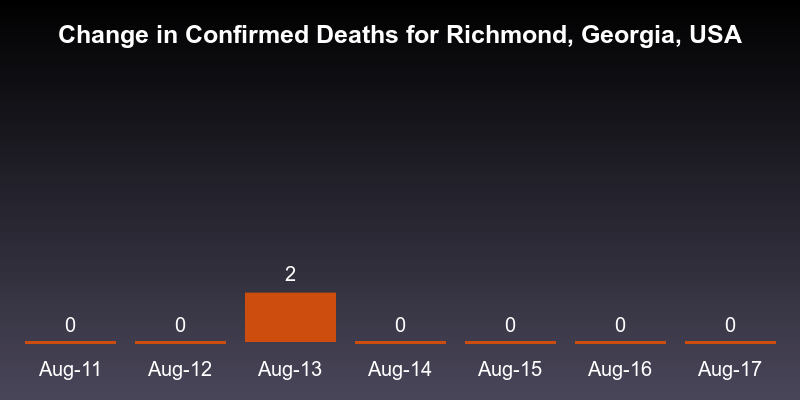 Change in Confirmed Deaths for Richmond, Georgia, USA
2
0 0 0 0 0 0
Aug-11 Aug-12 Aug-13 Aug-14 Aug-15 Aug-16 Aug-17